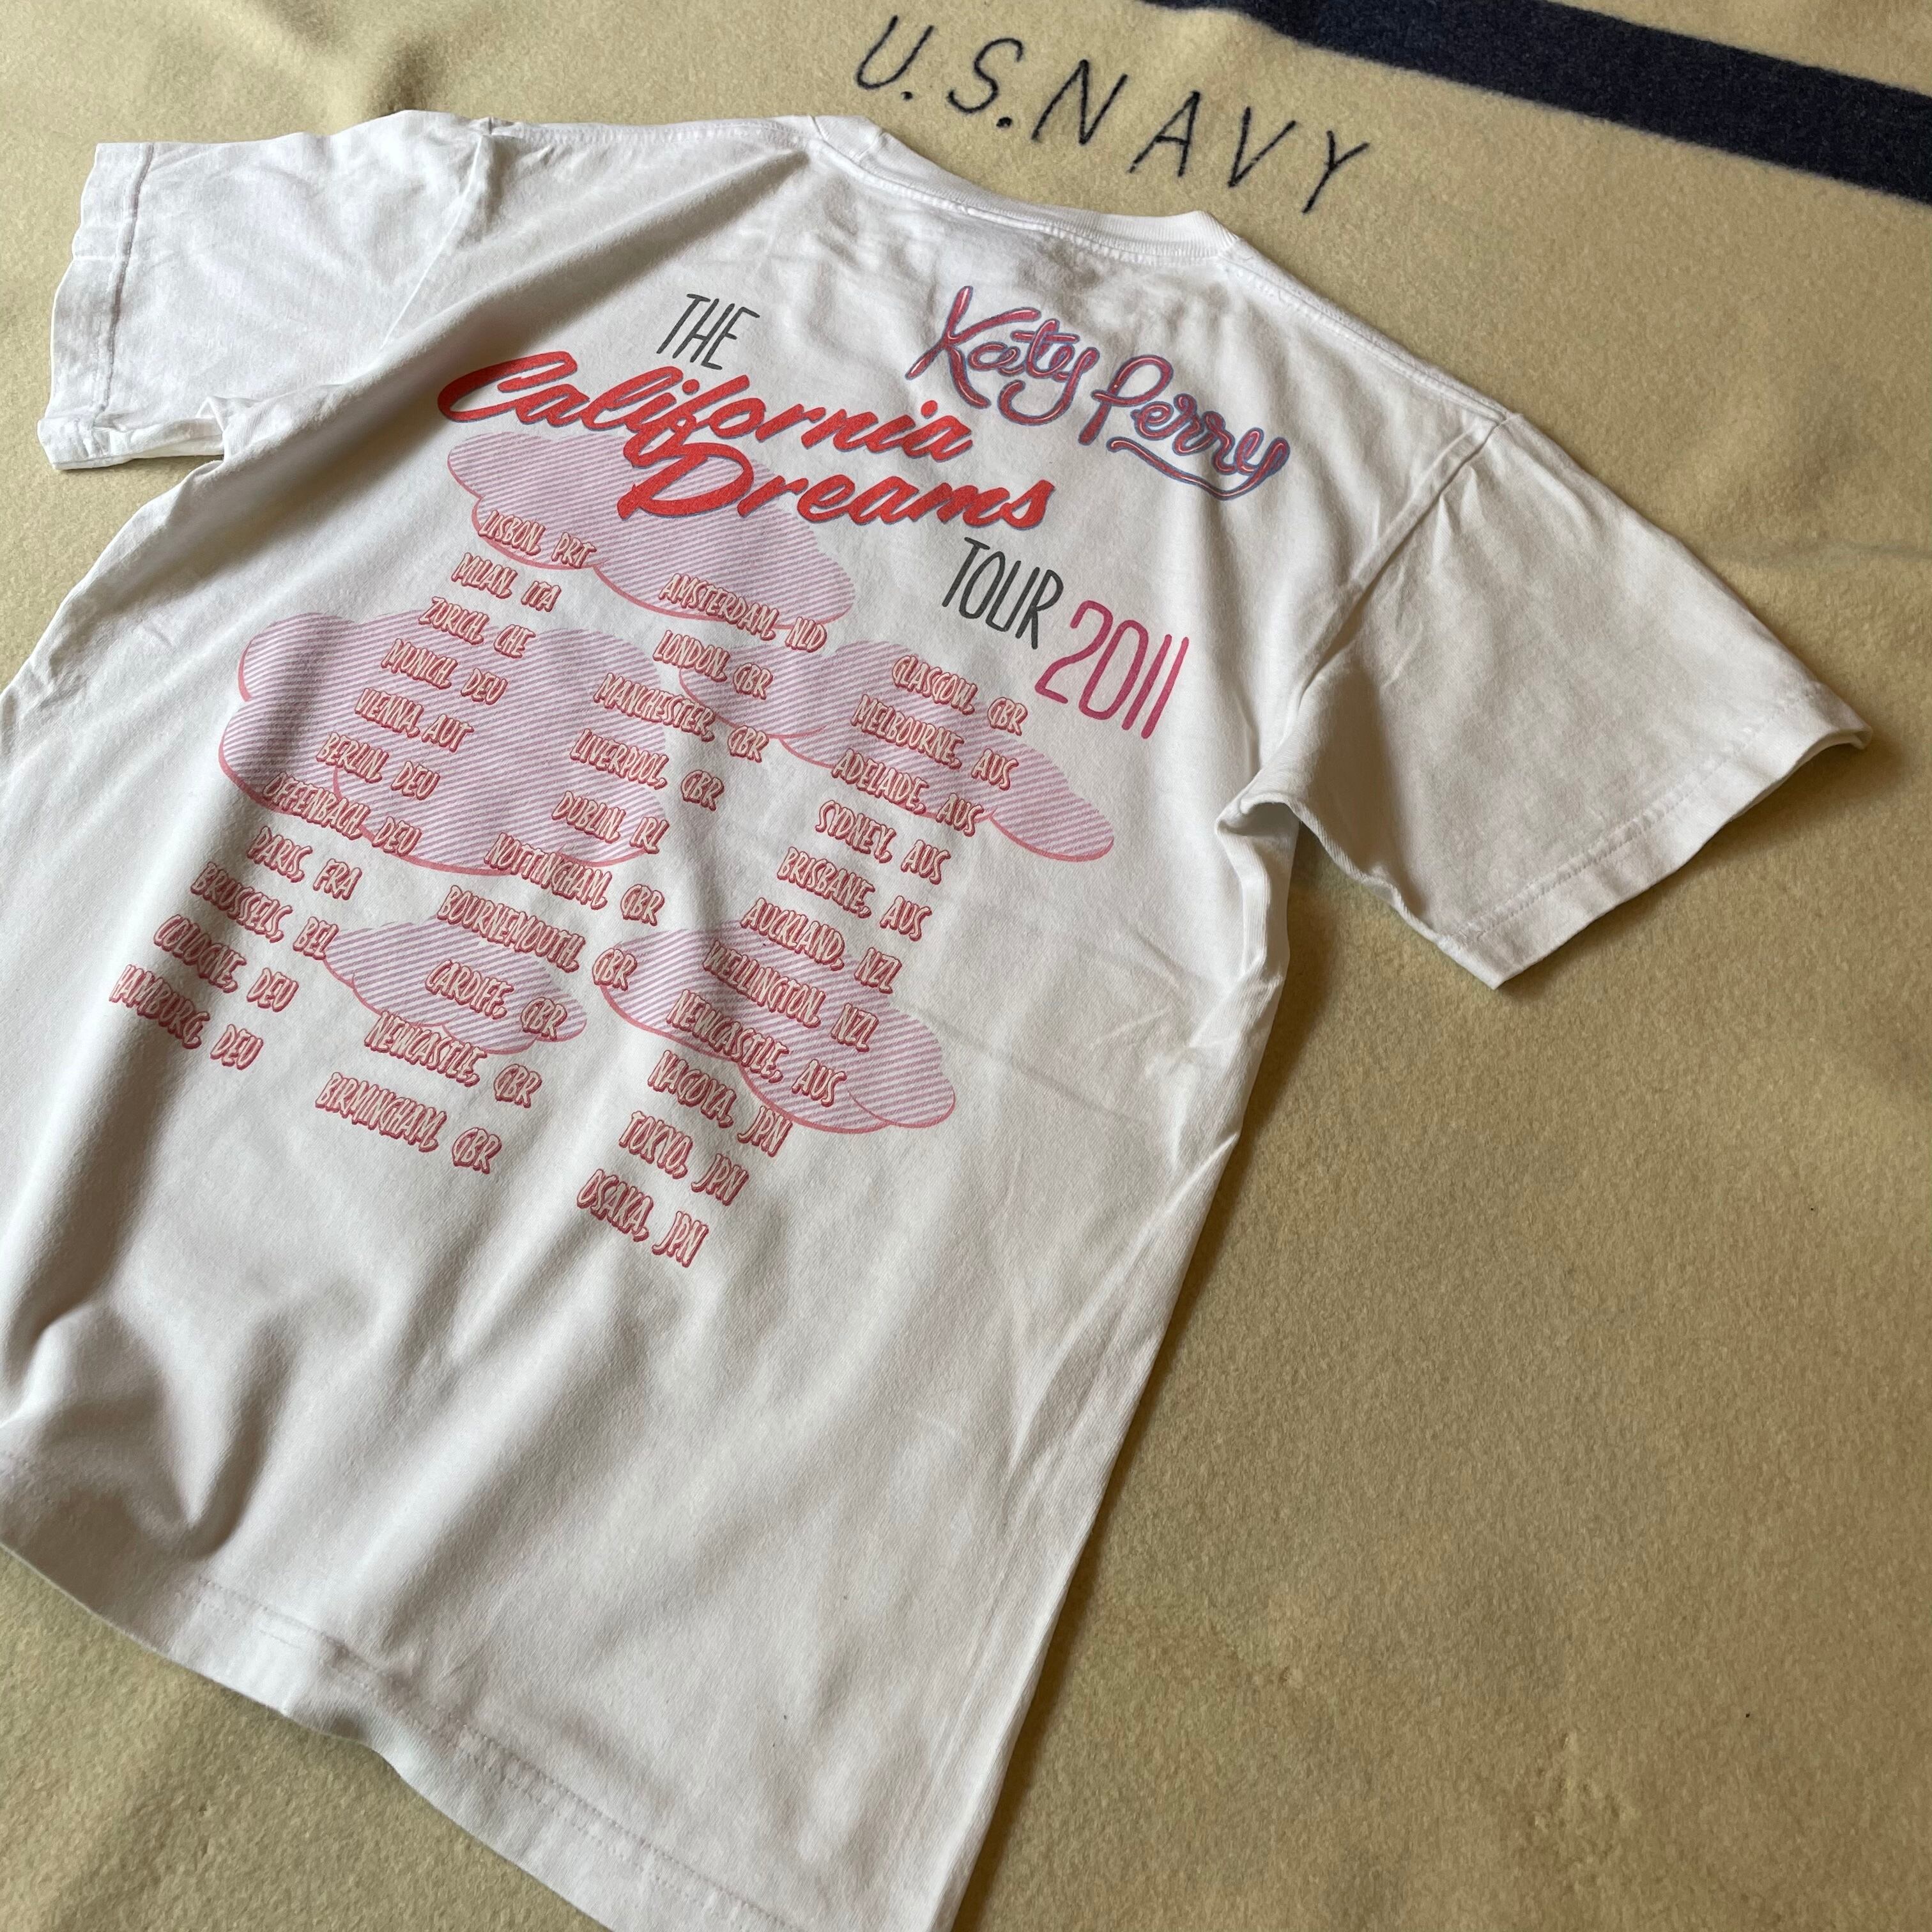 U.S.NAVY
Katy Perry
THE
California
Dreams
TOUR 2011
LISBON, PRT
MILAN, ITA
ZURICH, CHE
MUNICH, DEU
VIENNA, AUT
BERLIN, DEU
OFFENBACH, DEU
PARIS, FRA
BRUSSELS, BEL
COLOGNE, DEU
HAMBURG, DEU
AMSTERDAM, NLD
LONDON, GBR
MANCHESTER, GBR
LIVERPOOL, GBR
DUBLIN, IRL
NOTTINGHAM, GBR
BOURNEMOUTH, GBR
CARDIFF, GBR
NEWCASTLE, GBR
BIRMINGHAM, GBR
GLASGOW, GBR
MELBOURNE, AUS
ADELAIDE, AUS
SYDNEY, AUS
BRISBANE, AUS
AUCKLAND, NZL
WELLINGTON, NZL
NEWCASTLE, AUS
NAGOYA, JPN
TOKYO, JPN
OSAKA, JPN